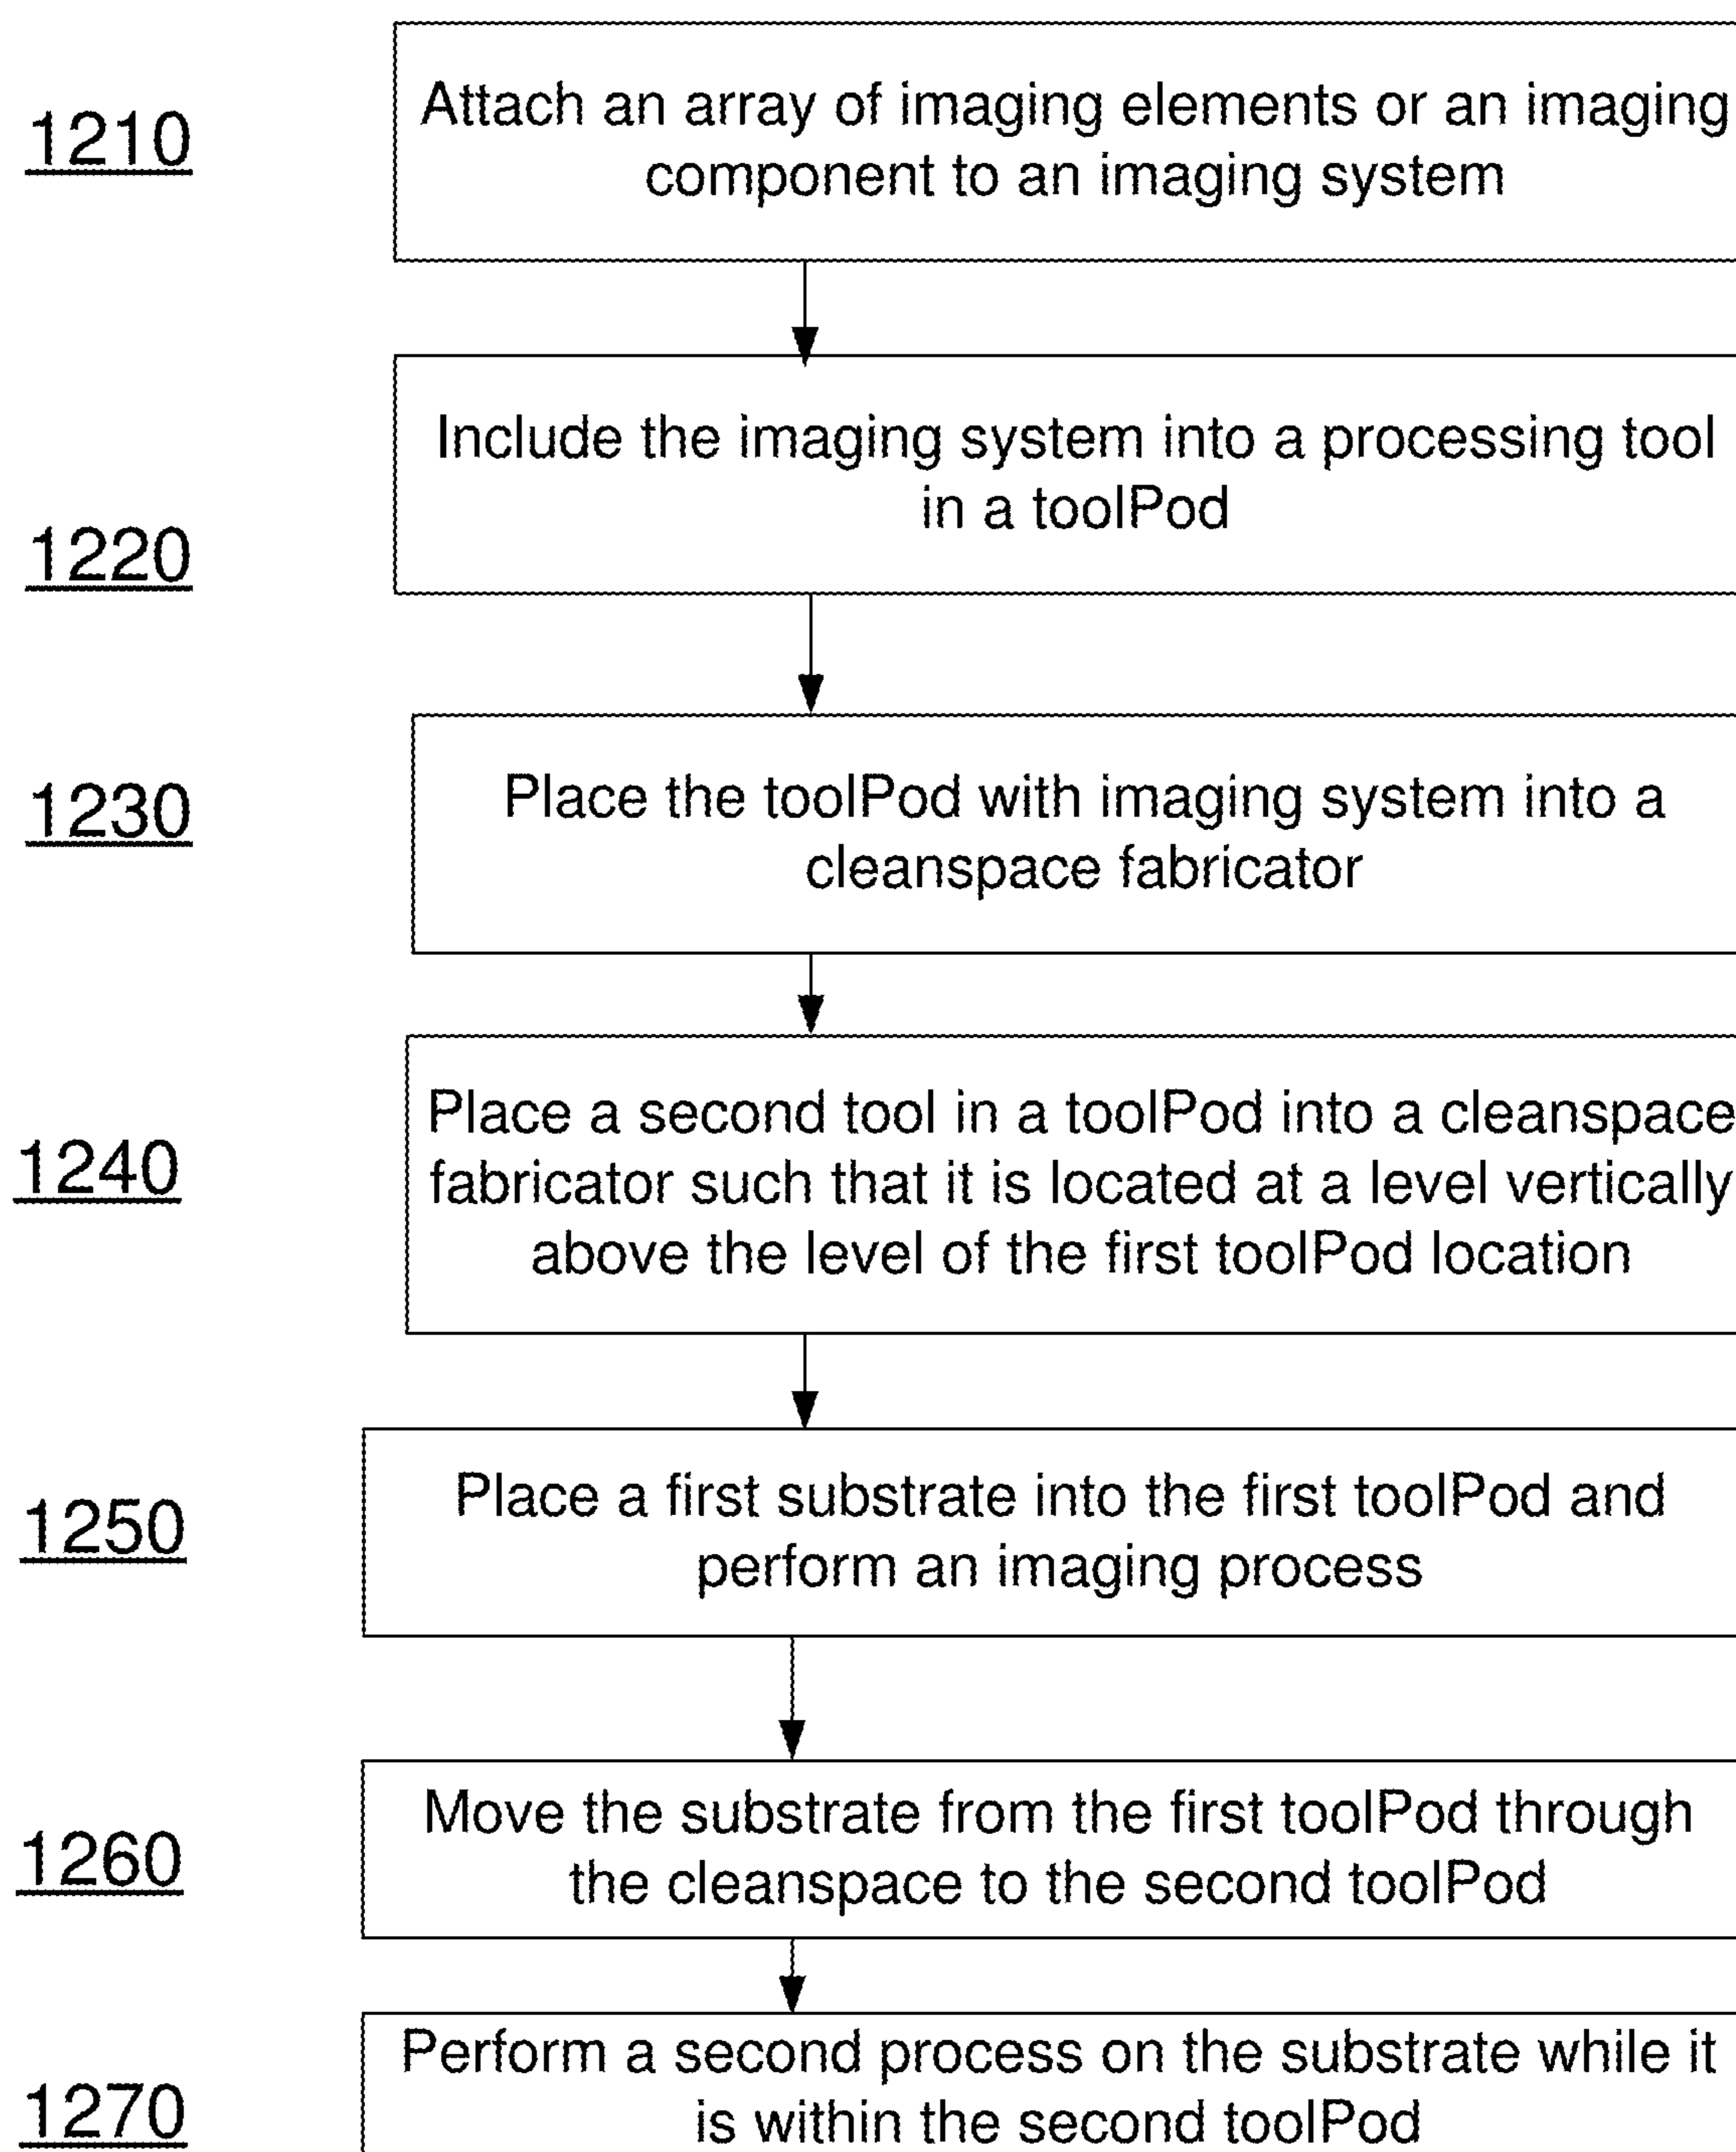 1210
Attach an array of imaging elements or an imaging
component to an imaging system
Include the imaging system into a processing tool
in a toolPod
1220
1230
Place the toolPod with imaging system into a
cleanspace fabricator
Place a second tool in a toolPod into a cleanspace
1240
fabricator such that it is located at a level vertically
above the level of the first toolPod location
1250
Place a first substrate into the first toolPod and
perform an imaging process
1260
Move the substrate from the first toolPod through
the cleanspace to the second toolPod
1270
Perform a second process on the substrate while it
is within the second toolPod